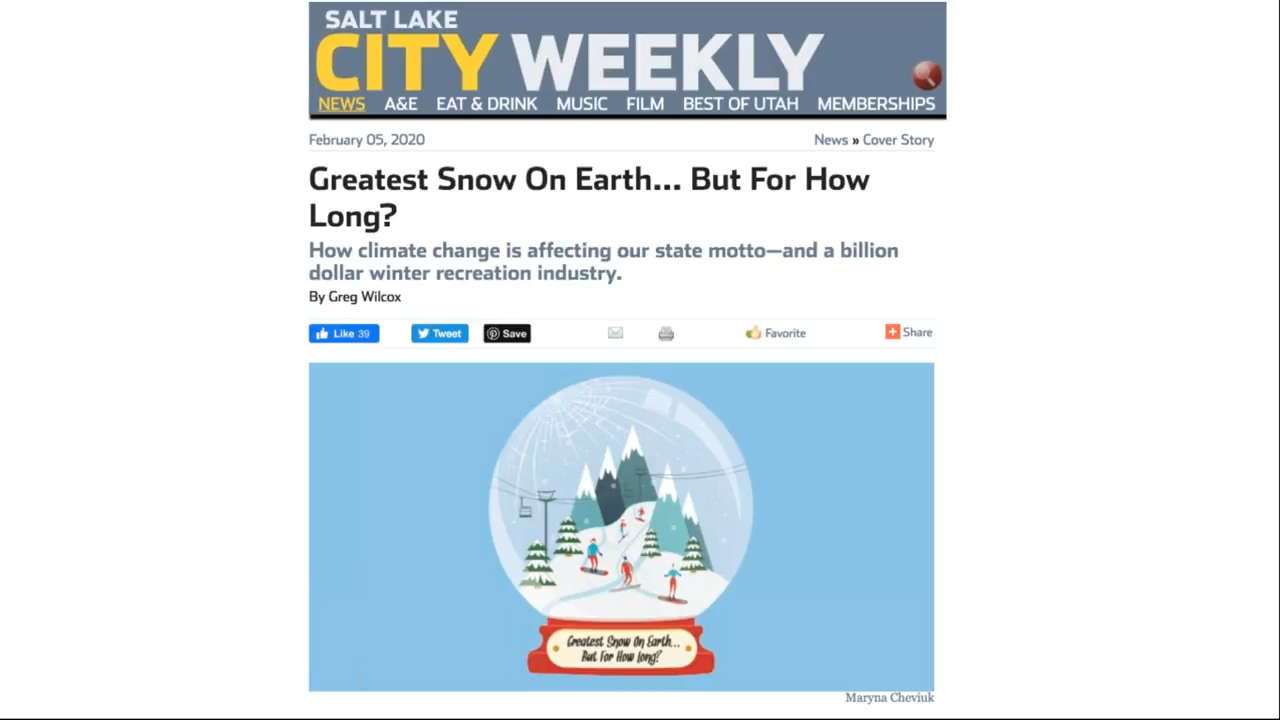 SALT LAKE
CITY WEEKLY
NEWS A&E EAT & DRINK MUSIC FILM BEST OF UTAH MEMBERSHIPS
February 05, 2020 News » Cover Story
Greatest Snow On Earth... But For How
Long?
How climate change is affecting our state motto—and a billion
dollar winter recreation industry.
By Greg Wilcox
Like 39 Tweet Save Favorite Share
Greatest Snow On Earth...
But For How long?
Maryna Cheviuk